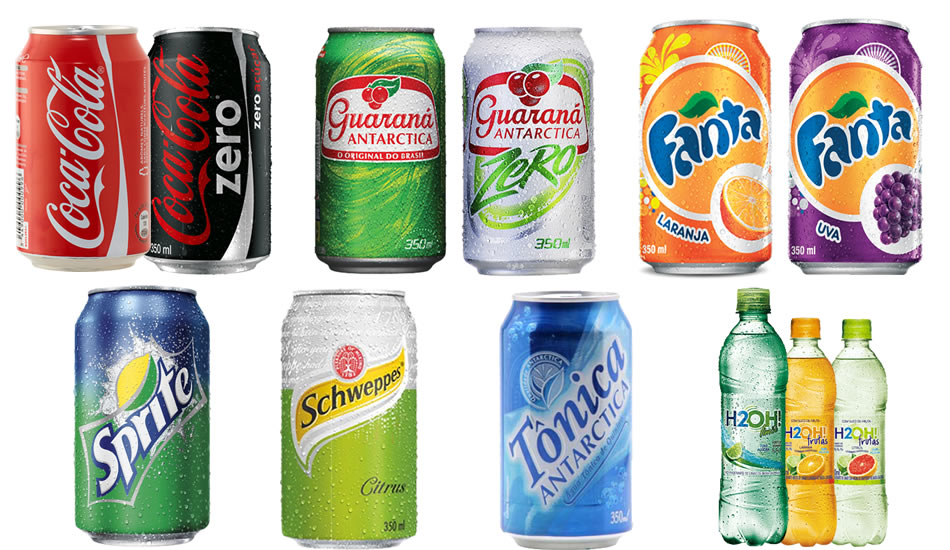 Coca-Cola
Coca-Cola
zero
zero açúcar
350 ml
Guaraná
ANTARCTICA
O ORIGINAL DO BRASIL
350ml
Guaraná
ANTARCTICA
ZERO
350ml
Fanta
LARANJA
350 ml
Fanta
UVA
350 ml
Sprite
Schweppes
Citrus
350 ml
Tônica
ANTARCTICA
350ml
H2OH!
H2OH!
frutas
H2OH!
frutas